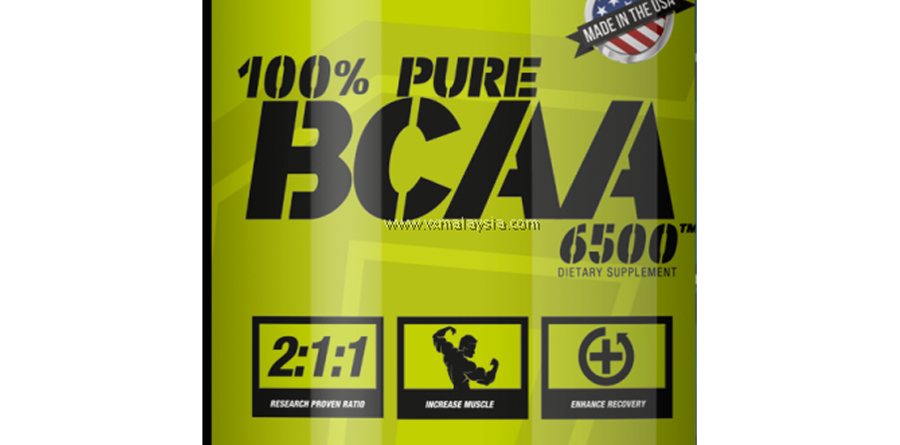 MADE IN THE USA
100% PURE
BCAA
www.vxmalaysia.com
6500™
DIETARY SUPPLEMENT
2:1:1
RESEARCH PROVEN RATIO
INCREASE MUSCLE
ENHANCE RECOVERY